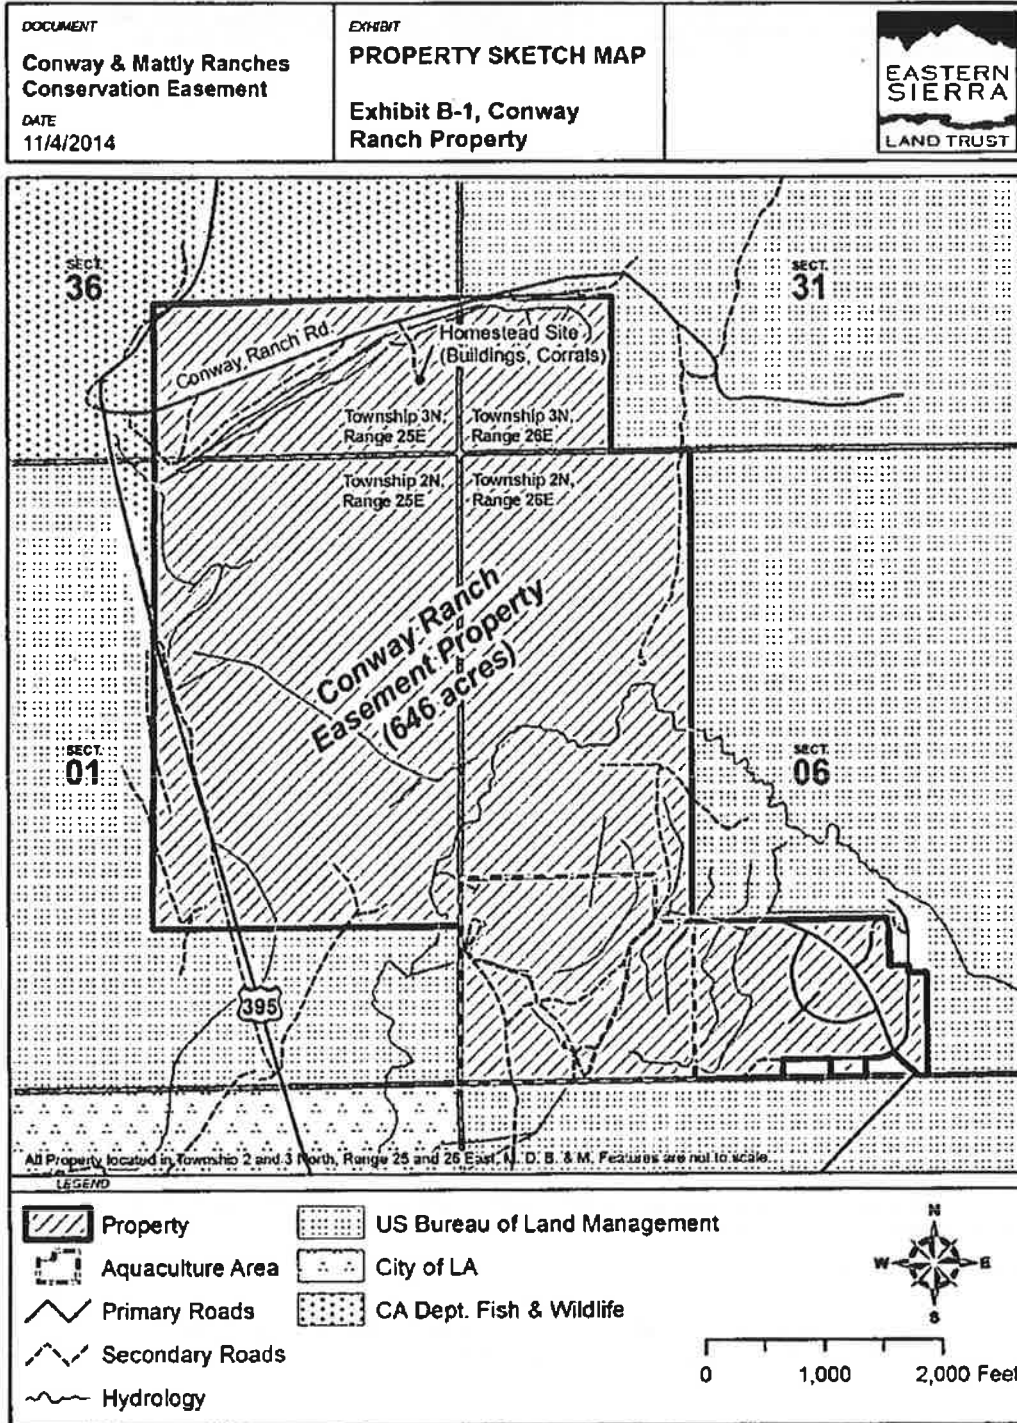 DOCUMENT
Conway & Mattly Ranches
Conservation Easement
DATE
11/4/2014
EXHIBIT
PROPERTY SKETCH MAP
Exhibit B-1, Conway
Ranch Property
EASTERN
SIERRA
LAND TRUST
SECT.
36
SECT.
31
Conway Ranch Rd.
Homestead Site
(Buildings, Corrals)
Township 3N,
Range 25E
Township 3N,
Range 26E
Township 2N,
Range 25E
Township 2N,
Range 26E
Conway Ranch
Easement Property
(646 acres)
SECT.
01
SECT.
06
395
All Property located in Township 2 and 3 North, Range 25 and 26 East, M. D. B. & M. Features are not to scale.
LEGEND
Property
Aquaculture Area
Primary Roads
Secondary Roads
Hydrology
US Bureau of Land Management
City of LA
CA Dept. Fish & Wildlife
N
W
E
S
0
1,000
2,000 Feet